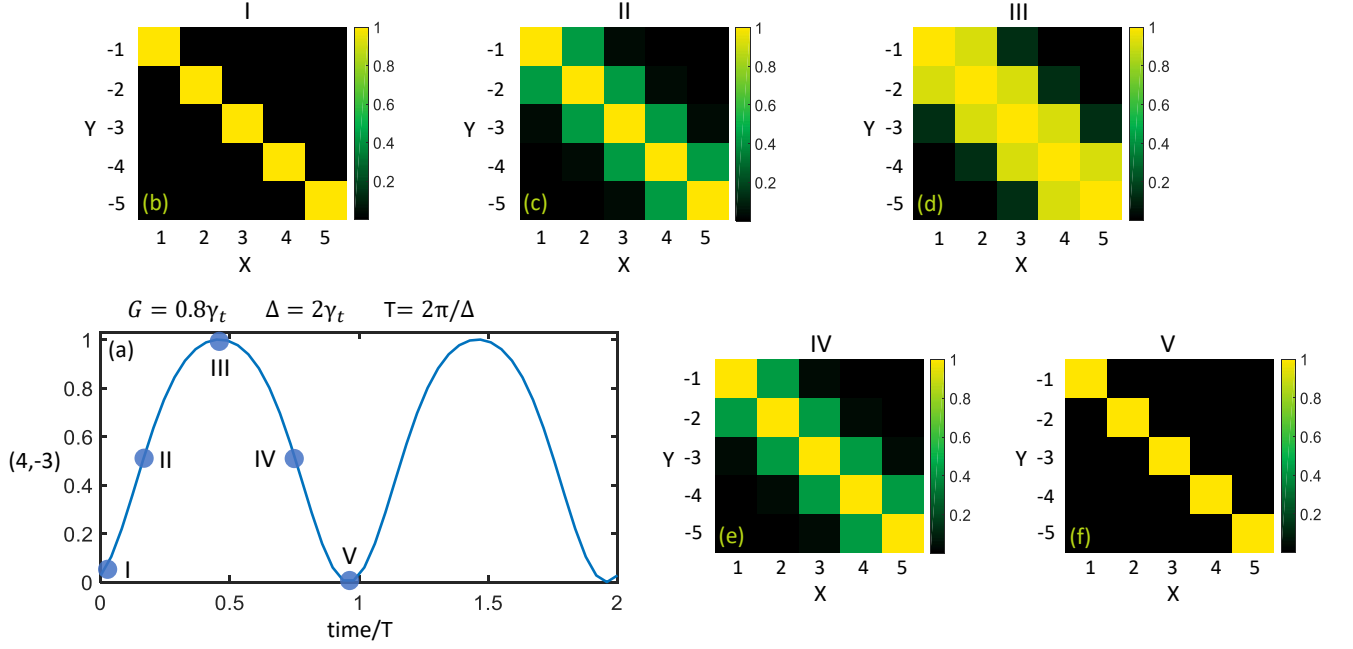 I
II
III
1
0.8
0.6
0.4
0.2
1
0.8
0.6
0.4
0.2
1
0.8
0.6
0.4
0.2
-1
-2
Y -3
-4
-5
(b)
1 2 3 4 5
X
-1
-2
Y -3
-4
-5
(c)
1 2 3 4 5
X
-1
-2
Y -3
-4
-5
(d)
1 2 3 4 5
X
G = 0.8γt Δ = 2γt T= 2π/Δ
(a)
1
0.8
0.6
(4,-3)
0.4
0.2
0
I
II
III
IV
V
0 0.5 1 1.5 2
time/T
IV
-1
-2
Y -3
-4
-5
(e)
1 2 3 4 5
X
1
0.8
0.6
0.4
0.2
V
-1
-2
Y -3
-4
-5
(f)
1 2 3 4 5
X
1
0.8
0.6
0.4
0.2